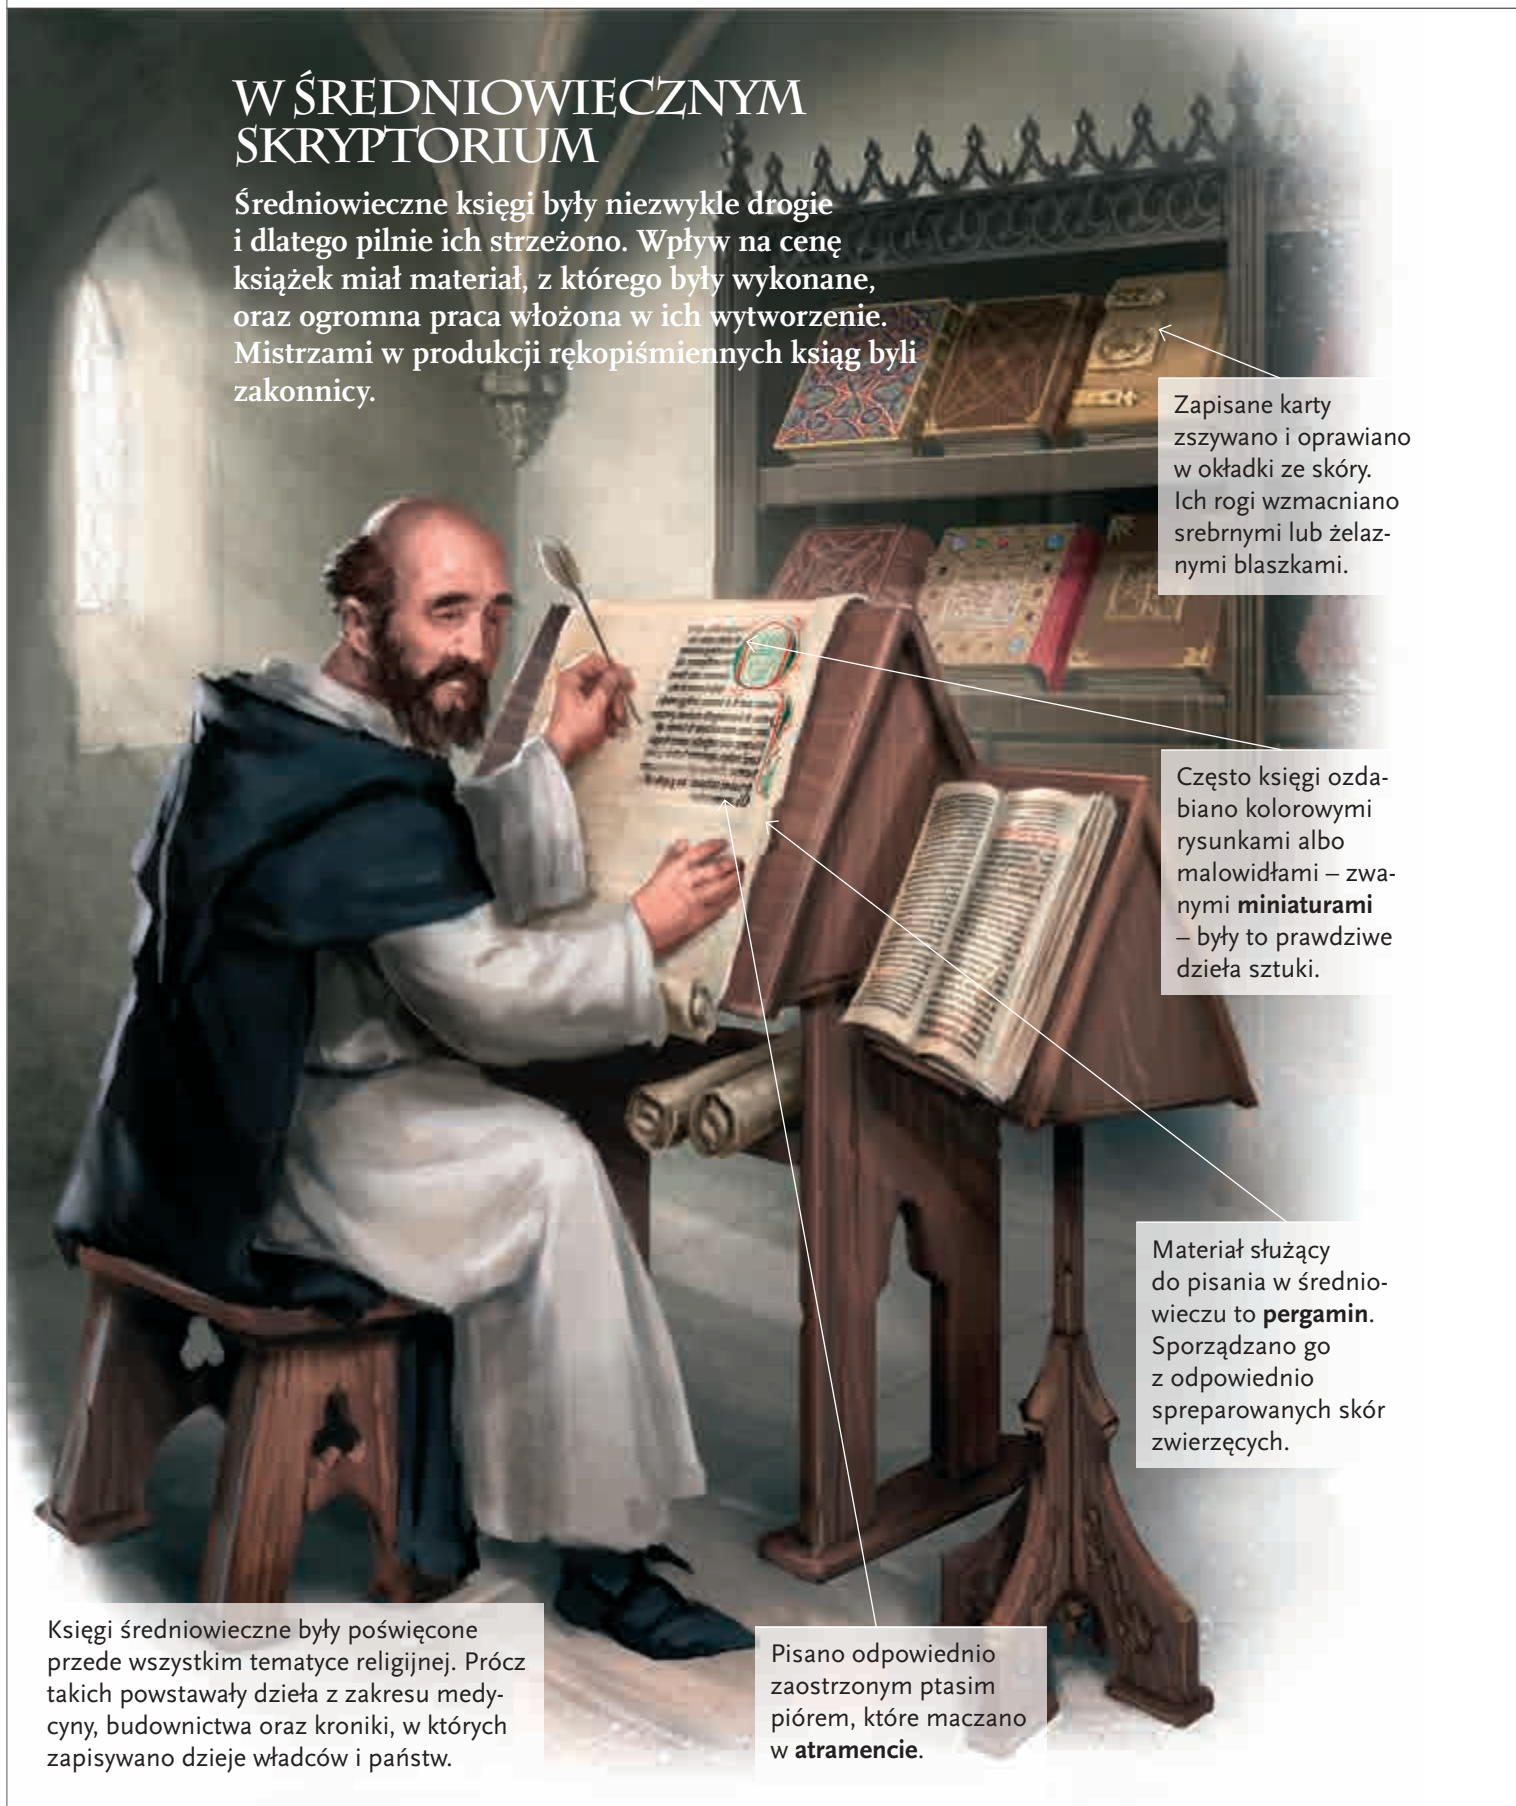 W ŚREDNIOWIECZNYM
SKRYPTORIUM
Średniowieczne księgi były niezwykle drogie
i dlatego pilnie ich strzeżono. Wpływ na cenę
książek miał materiał, z którego były wykonane,
oraz ogromna praca włożona w ich wytworzenie.
Mistrzami w produkcji rękopiśmiennych ksiąg byli
zakonnicy.
Zapisane karty
zszywano i oprawiano
w okładki ze skóry.
Ich rogi wzmacniano
srebrnymi lub żelaz-
nymi blaszkami.
Często księgi ozda-
biano kolorowymi
rysunkami albo
malowidłami – zwa-
nymi miniaturami
– były to prawdziwe
dzieła sztuki.
Materiał służący
do pisania w średnio-
wieczu to pergamin.
Sporządzano go
z odpowiednio
spreparowanych skór
zwierzęcych.
Księgi średniowieczne były poświęcone
przede wszystkim tematyce religijnej. Prócz
takich powstawały dzieła z zakresu medy-
cyny, budownictwa oraz kroniki, w których
zapisywano dzieje władców i państw.
Pisano odpowiednio
zaostrzonym ptasim
piórem, które maczano
w atramencie.